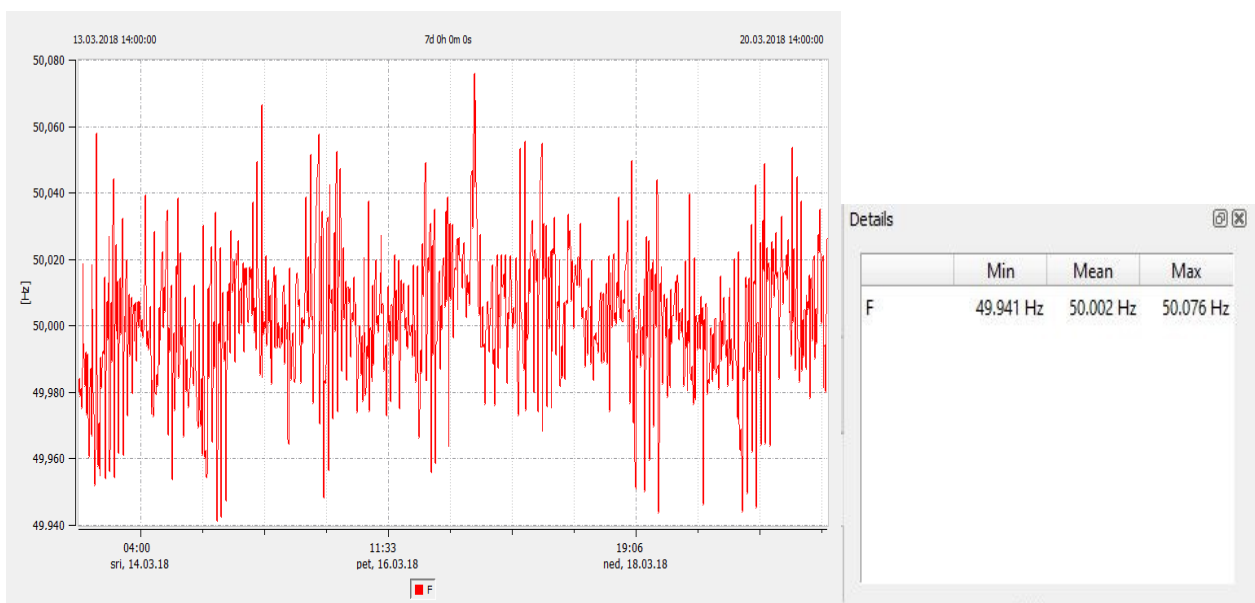 13.03.2018 14:00:00 7d 0h 0m 0s 20.03.2018 14:00:00
50,080
50,060
50,040
50,020
50,000
49,980
49,960
49,940
[Hz]
04:00 11:33 19:06
sri, 14.03.18 pet, 16.03.18 ned, 18.03.18
F
Details
Min Mean Max
F 49.941 Hz 50.002 Hz 50.076 Hz